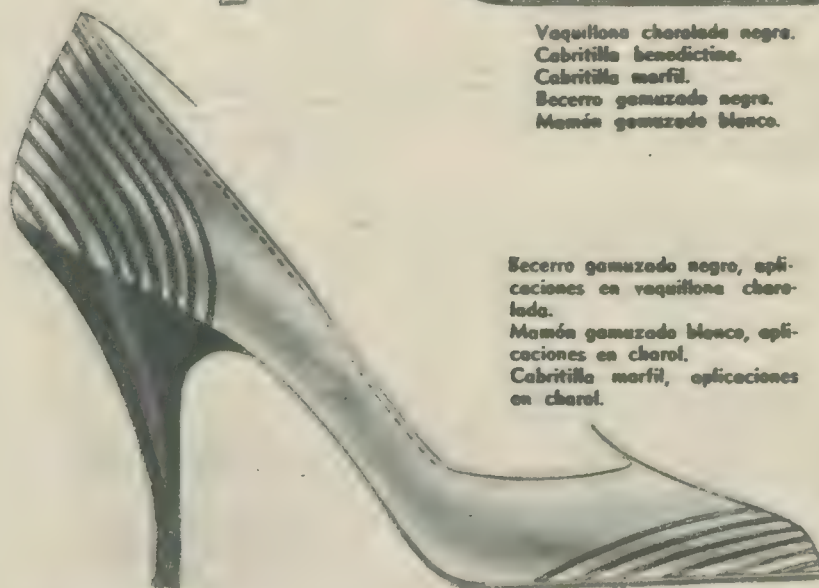 Vaquillona charolada negra.
Cabritilla benedictine.
Cabritilla marfil.
Becerro gamuzado negro.
Mamón gamuzado blanco.
Becerro gamuzado negro, apli-
caciones en vaquillona charo-
lada.
Mamón gamuzado blanco, apli-
caciones en charol.
Cabritilla marfil, aplicaciones
en charol.